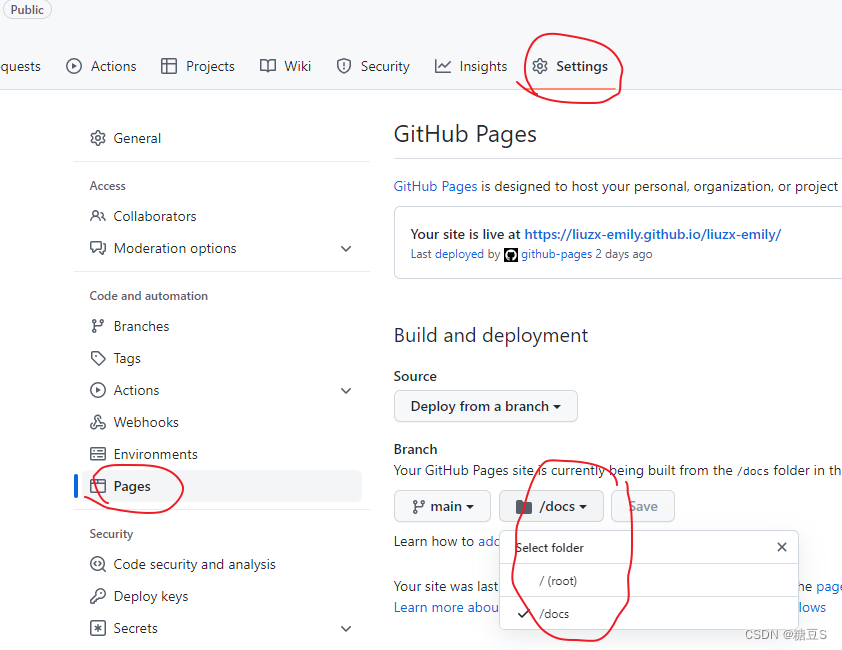 Public
quests Actions Projects Wiki Security Insights Settings
General
Access
Collaborators
Moderation options
Code and automation
Branches
Tags
Actions
Webhooks
Environments
Pages
Security
Code security and analysis
Deploy keys
Secrets
GitHub Pages
GitHub Pages is designed to host your personal, organization, or project
Your site is live at https://liuzx-emily.github.io/liuzx-emily/
Last deployed by github-pages 2 days ago
Build and deployment
Source
Deploy from a branch
Branch
Your GitHub Pages site is currently being built from the /docs folder in th
main /docs Save
Learn how to add
Select folder
/ (root)
Your site was last he page
/docs
Learn more abou lows
CSDN @糖豆S